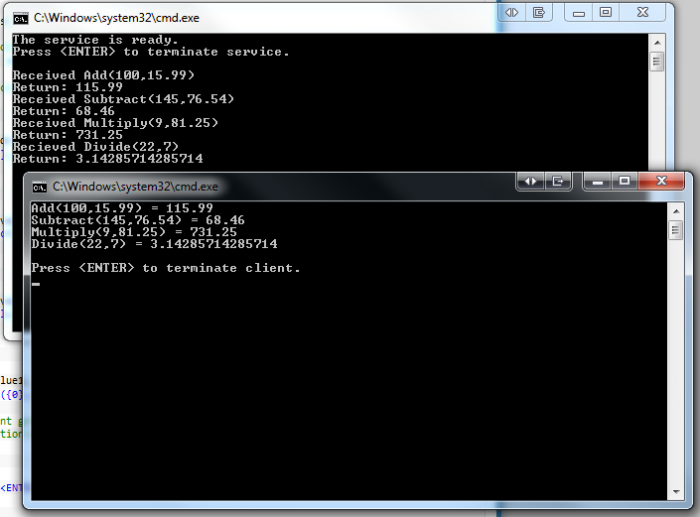 C:\Windows\system32\cmd.exe
The service is ready.
Press <ENTER> to terminate service.
Received Add(100,15.99)
Return: 115.99
Received Subtract(145,76.54)
Return: 68.46
Received Multiply(9,81.25)
Return: 731.25
Recieved Divide(22,7)
Return: 3.14285714285714
C:\Windows\system32\cmd.exe
Add(100,15.99) = 115.99
Subtract(145,76.54) = 68.46
Multiply(9,81.25) = 731.25
Divide(22,7) = 3.14285714285714
Press <ENTER> to terminate client.
lue1
({0}
nt g
tion
<ENT